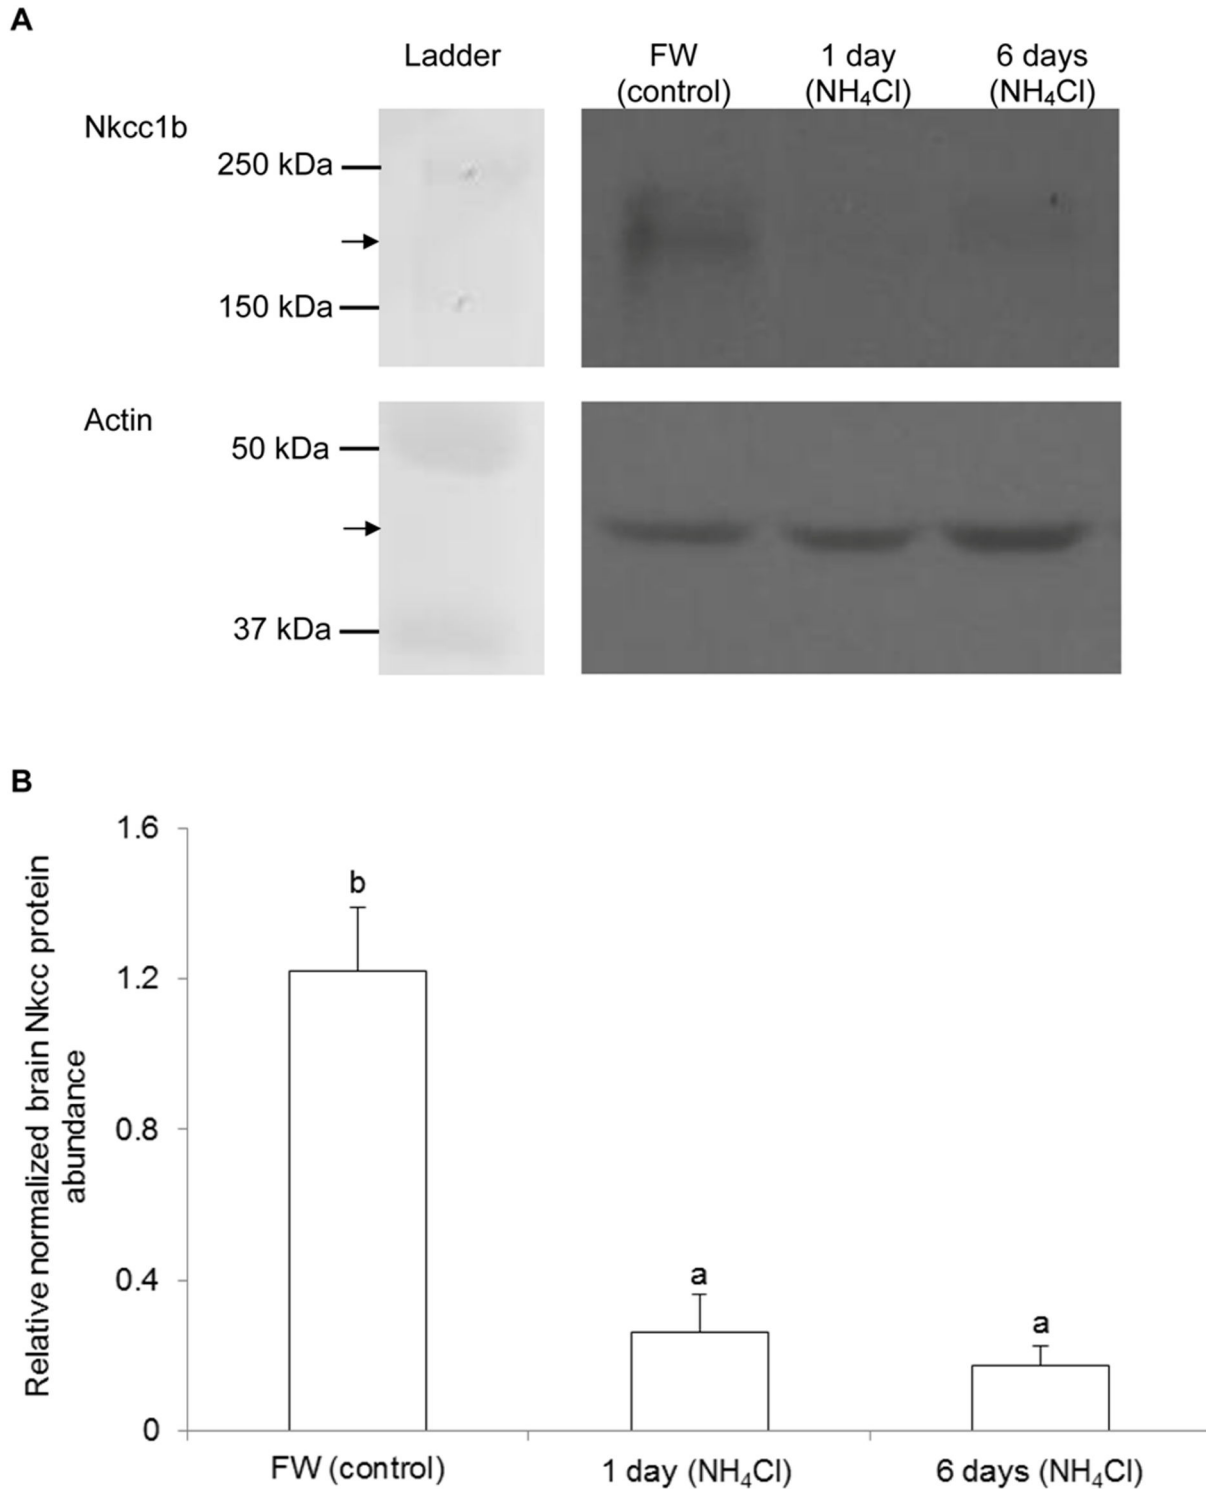 A
Ladder
FW
(control)
1 day
(NH₄Cl)
6 days
(NH₄Cl)
Nkcc1b
250 kDa
150 kDa
Actin
50 kDa
37 kDa
B
Relative normalized brain Nkcc protein
abundance
1.6
1.2
0.8
0.4
0
b
a
a
FW (control)
1 day (NH₄Cl)
6 days (NH₄Cl)